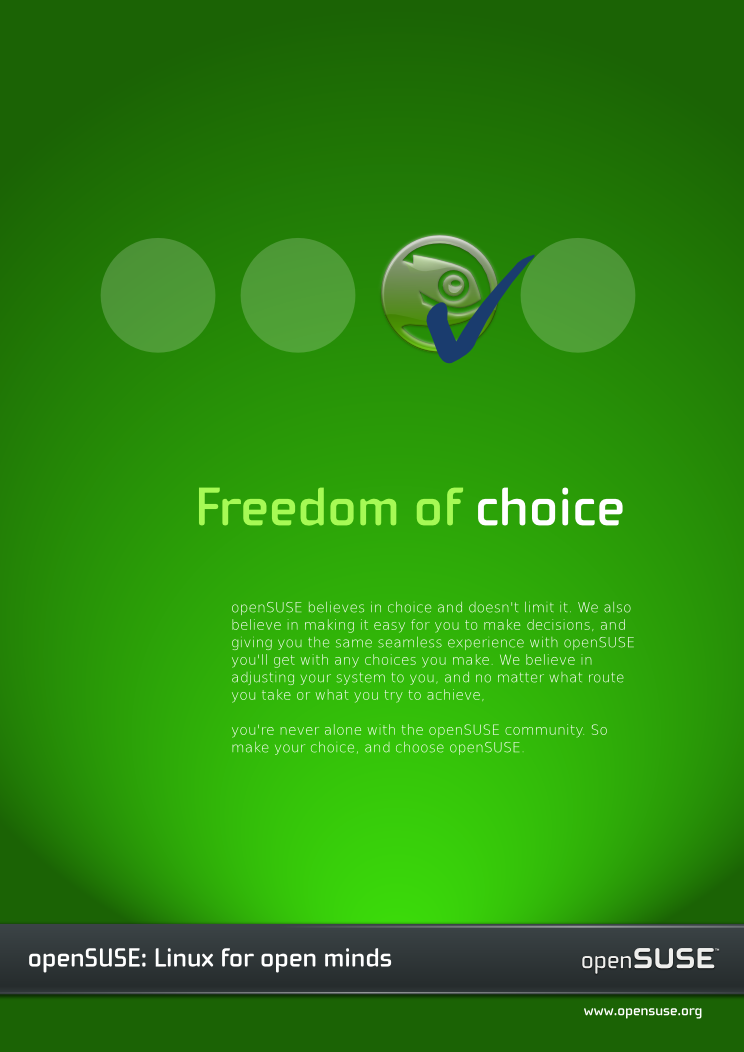 Freedom of choice
openSUSE believes in choice and doesn't limit it. We also
believe in making it easy for you to make decisions, and
giving you the same seamless experience with openSUSE
you'll get with any choices you make. We believe in
adjusting your system to you, and no matter what route
you take or what you try to achieve,
you're never alone with the openSUSE community. So
make your choice, and choose openSUSE.
openSUSE: Linux for open minds
openSUSE™
www.opensuse.org